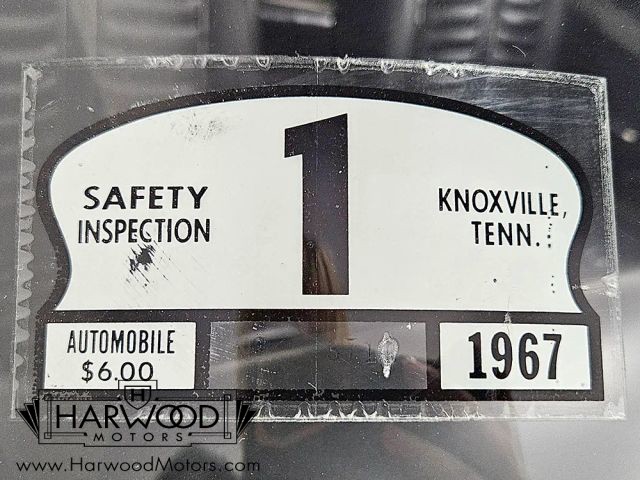 1
SAFETY
INSPECTION
KNOXVILLE,
TENN.
AUTOMOBILE
$6.00
1967
H
HARWOOD
MOTORS
www.HarwoodMotors.com